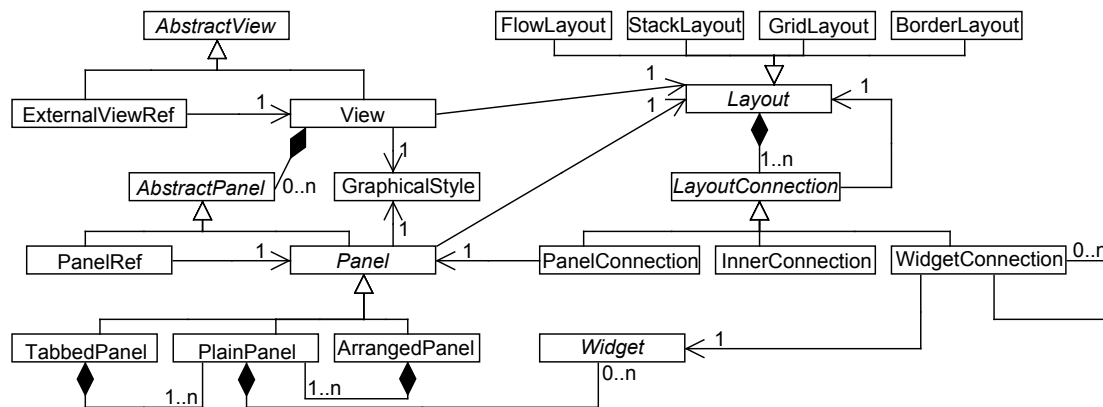 AbstractView
FlowLayout
StackLayout
GridLayout
BorderLayout
ExternalViewRef
1
View
1
1
Layout
1
1
1..n
AbstractPanel
0..n
GraphicalStyle
LayoutConnection
1
PanelRef
1
Panel
1
PanelConnection
InnerConnection
WidgetConnection
0..n
TabbedPanel
PlainPanel
ArrangedPanel
Widget
1
1..n
1..n
0..n